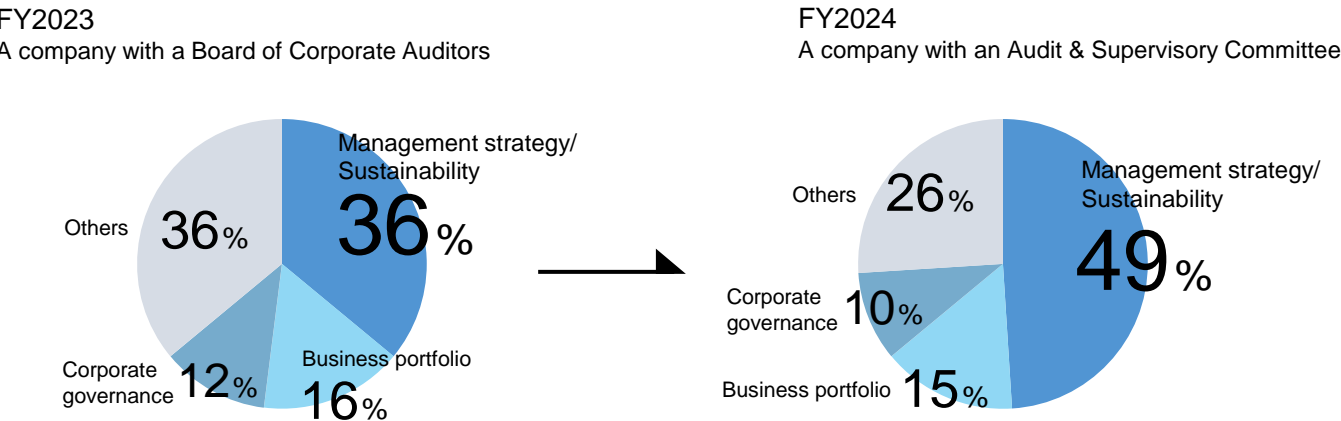 FY2023
A company with a Board of Corporate Auditors
Management strategy/
Sustainability
36%
Others
36%
Business portfolio
16%
Corporate
governance
12%
FY2024
A company with an Audit & Supervisory Committee
Management strategy/
Sustainability
49%
Others
26%
Corporate
governance
10%
Business portfolio
15%